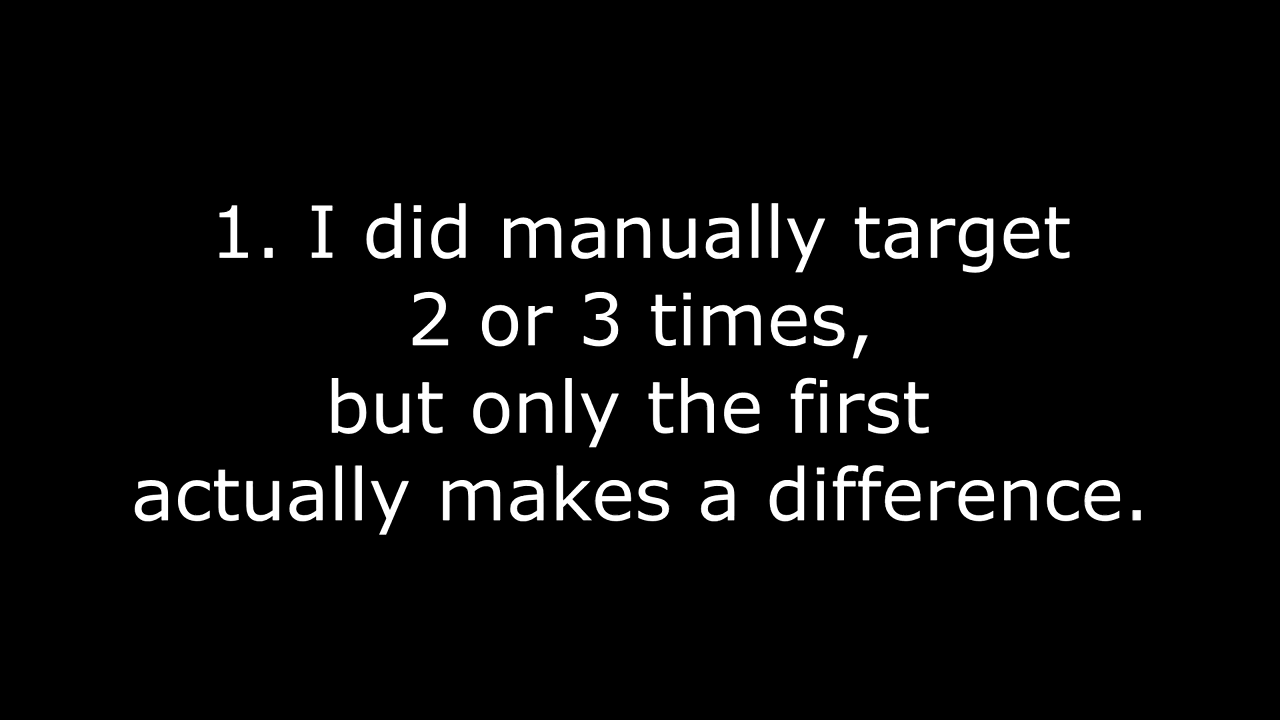 1. I did manually target
2 or 3 times,
but only the first
actually makes a difference.